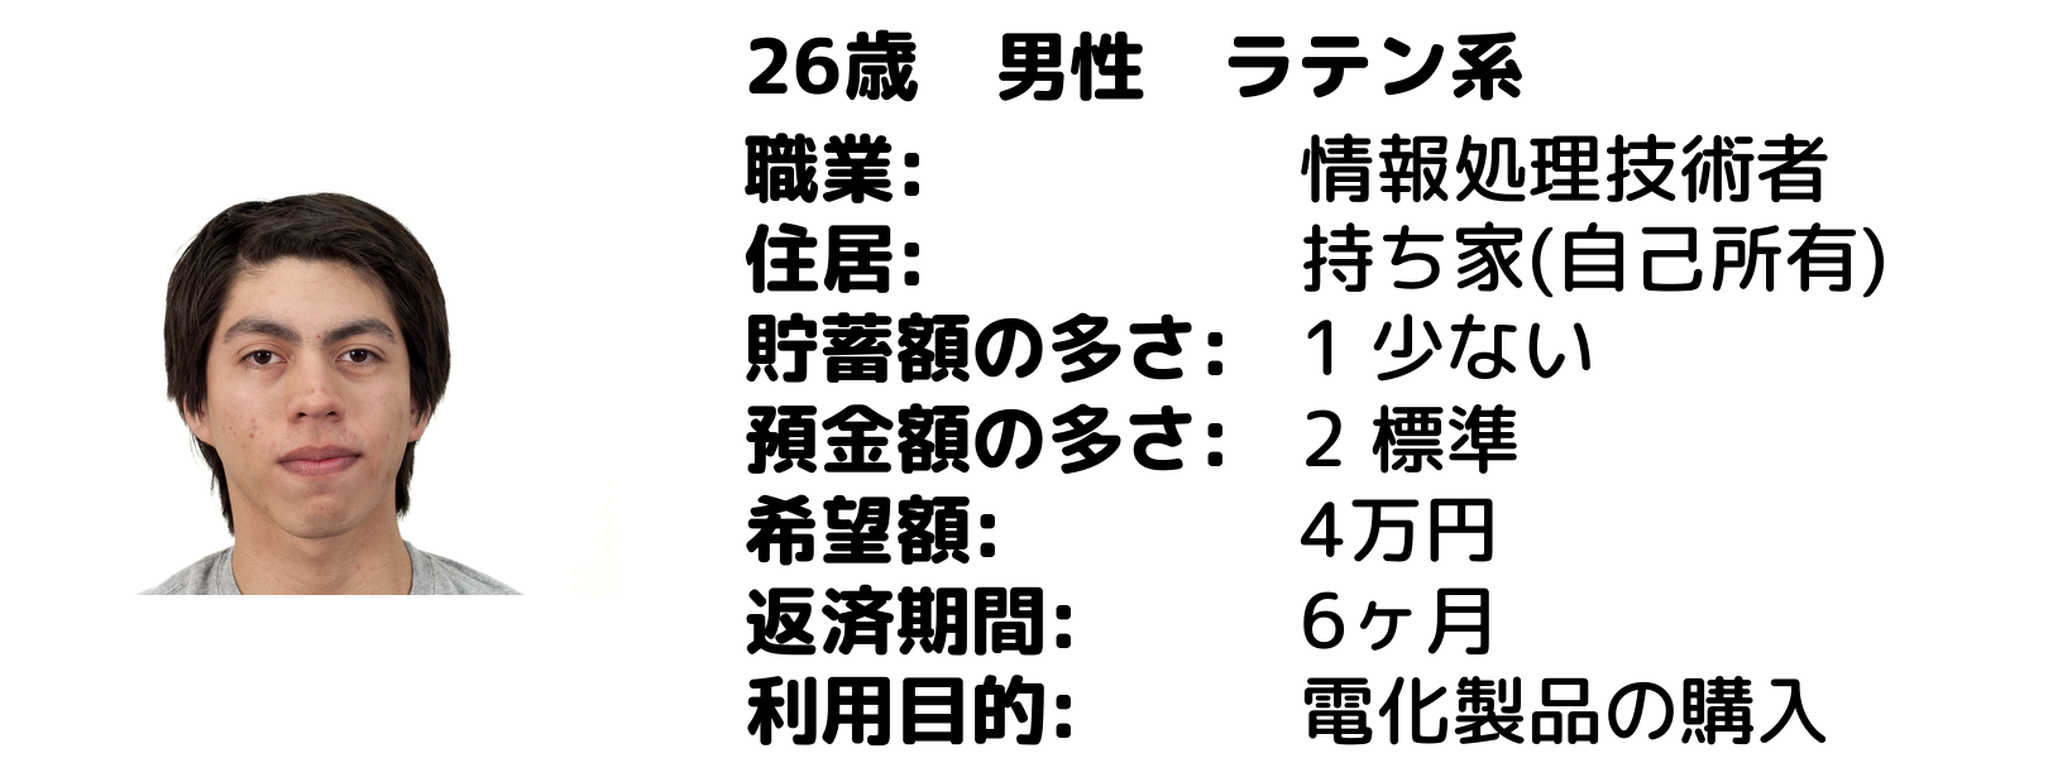 26歳　男性　ラテン系
職業: 情報処理技術者
住居: 持ち家(自己所有)
貯蓄額の多さ: 1 少ない
預金額の多さ: 2 標準
希望額: 4万円
返済期間: 6ヶ月
利用目的: 電化製品の購入